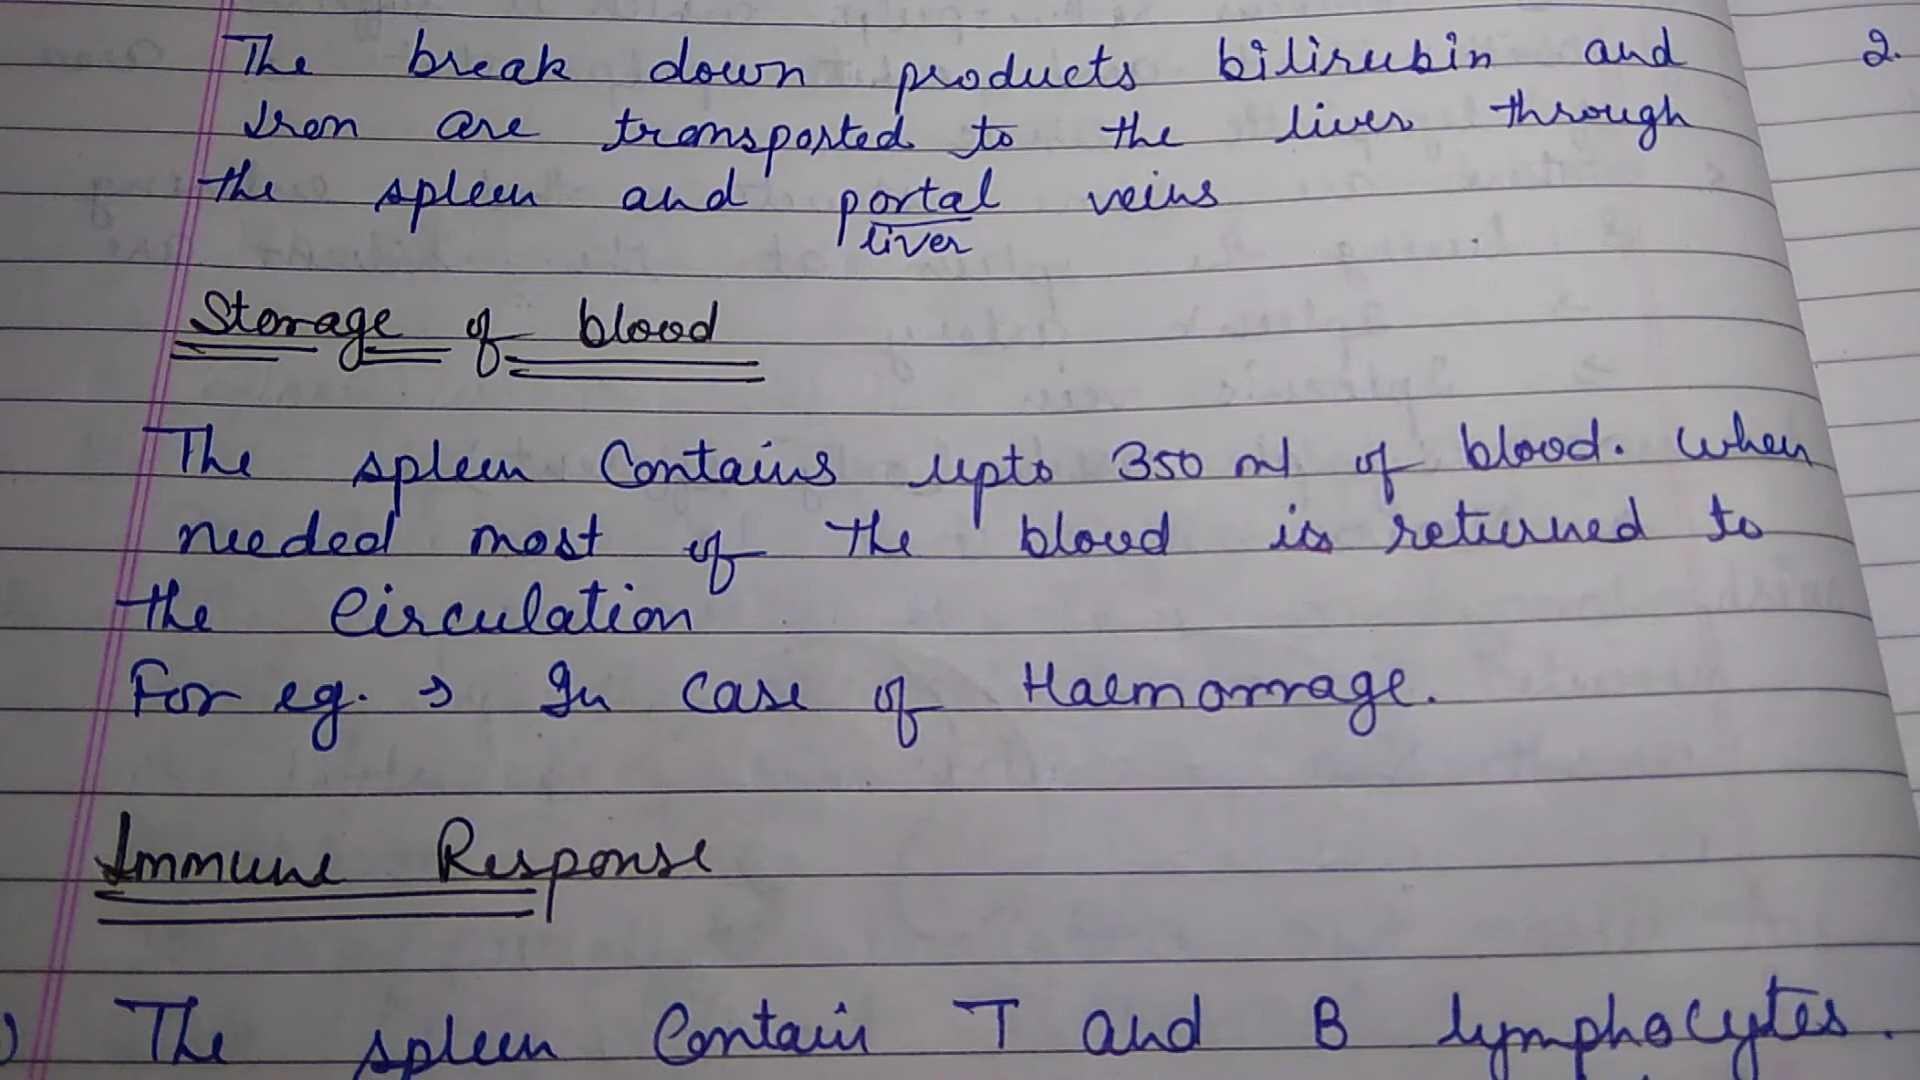 The break down products bilirubin and
Iron are transported to the liver through
the spleen and portal veins
liver
Storage of blood
The spleen Contains upto 350 ml of blood. When
needed most of the blood is returned to
the Circulation
For eg. → In case of Haemorrage.
Immune Response
The spleen Contain T and B lymphocytes.
2.